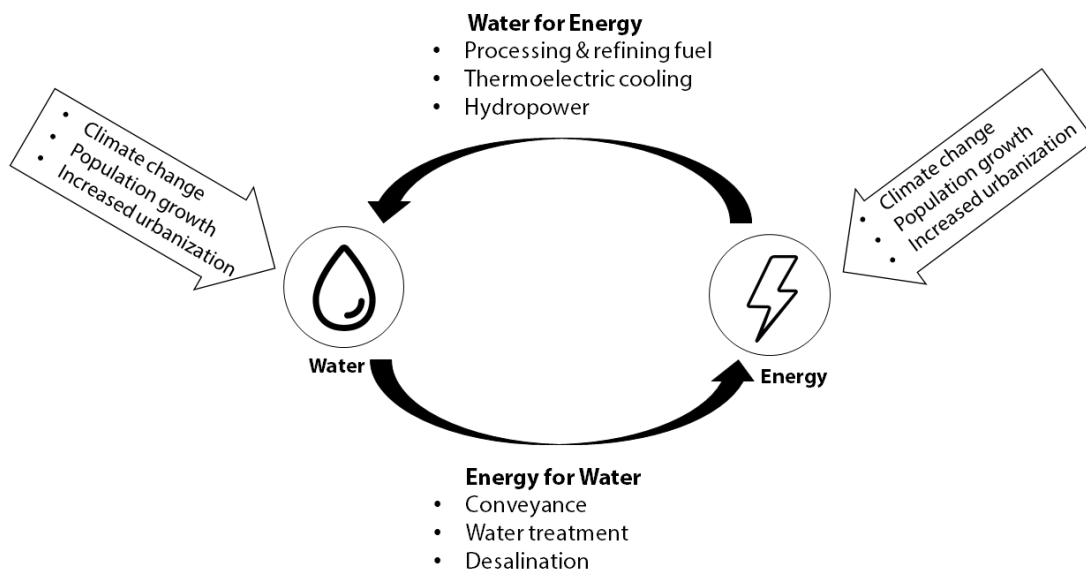 Water for Energy
• Processing & refining fuel
• Thermoelectric cooling
• Hydropower
• Climate change
• Population growth
• Increased urbanization
• Climate change
• Population growth
• Increased urbanization
Water
Energy
Energy for Water
• Conveyance
• Water treatment
• Desalination